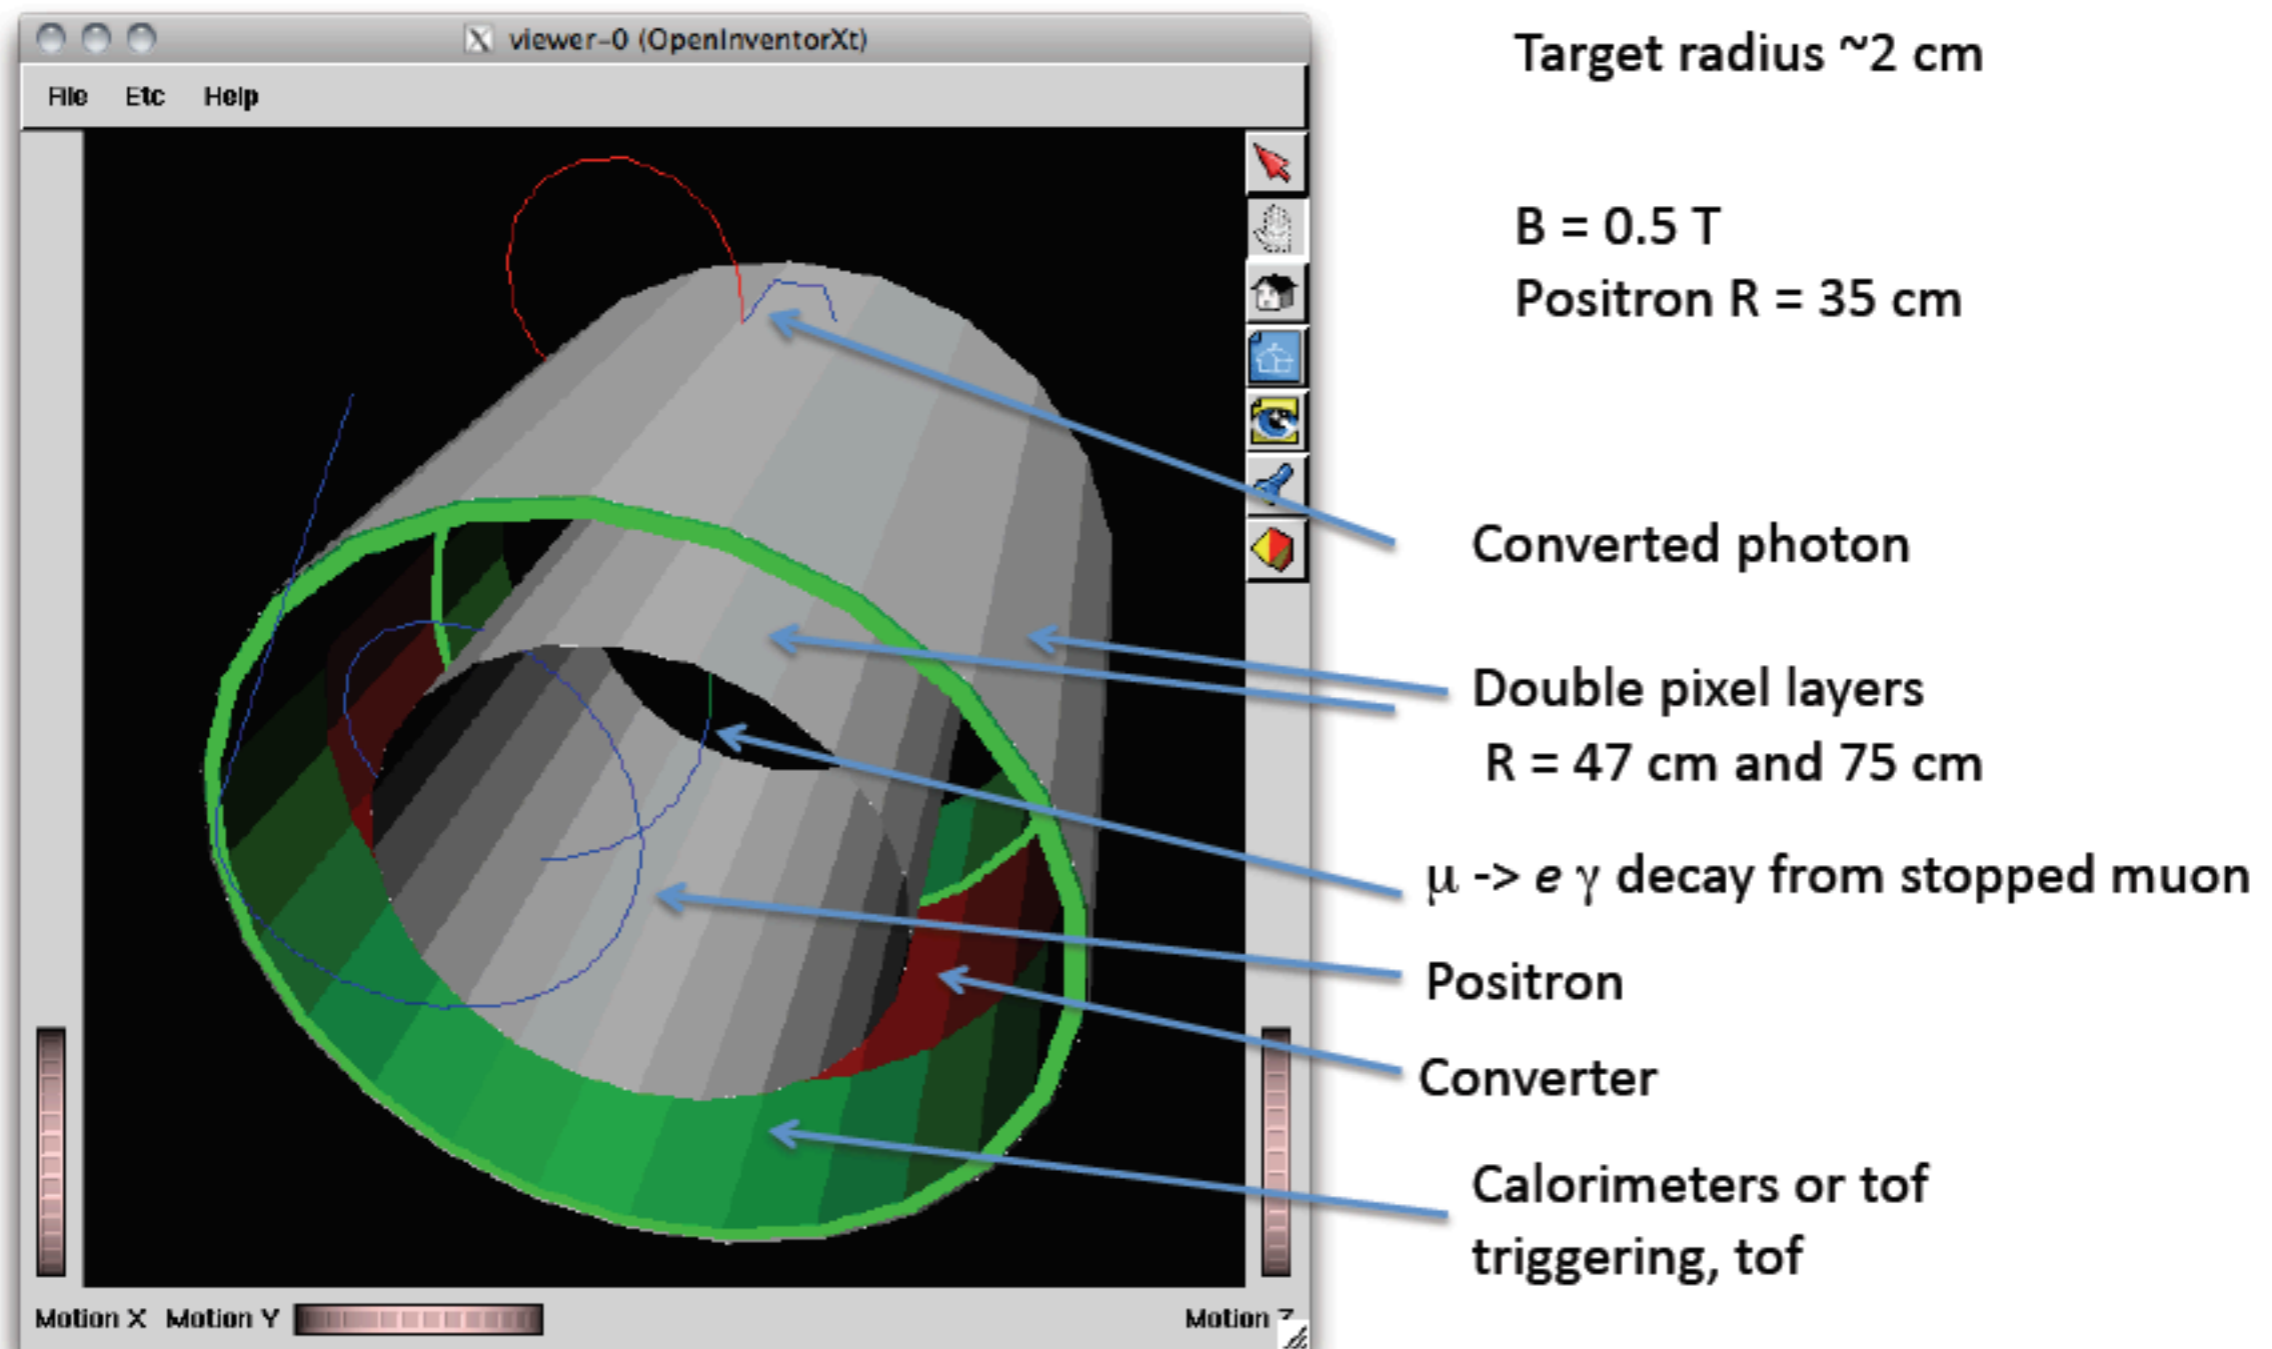 viewer-0 (OpenInventorXt)
File Etc Help
Target radius ~2 cm
B = 0.5 T
Positron R = 35 cm
Converted photon
Double pixel layers
R = 47 cm and 75 cm
μ -> e γ decay from stopped muon
Positron
Converter
Calorimeters or tof
triggering, tof
Motion X Motion Y
Motion Z